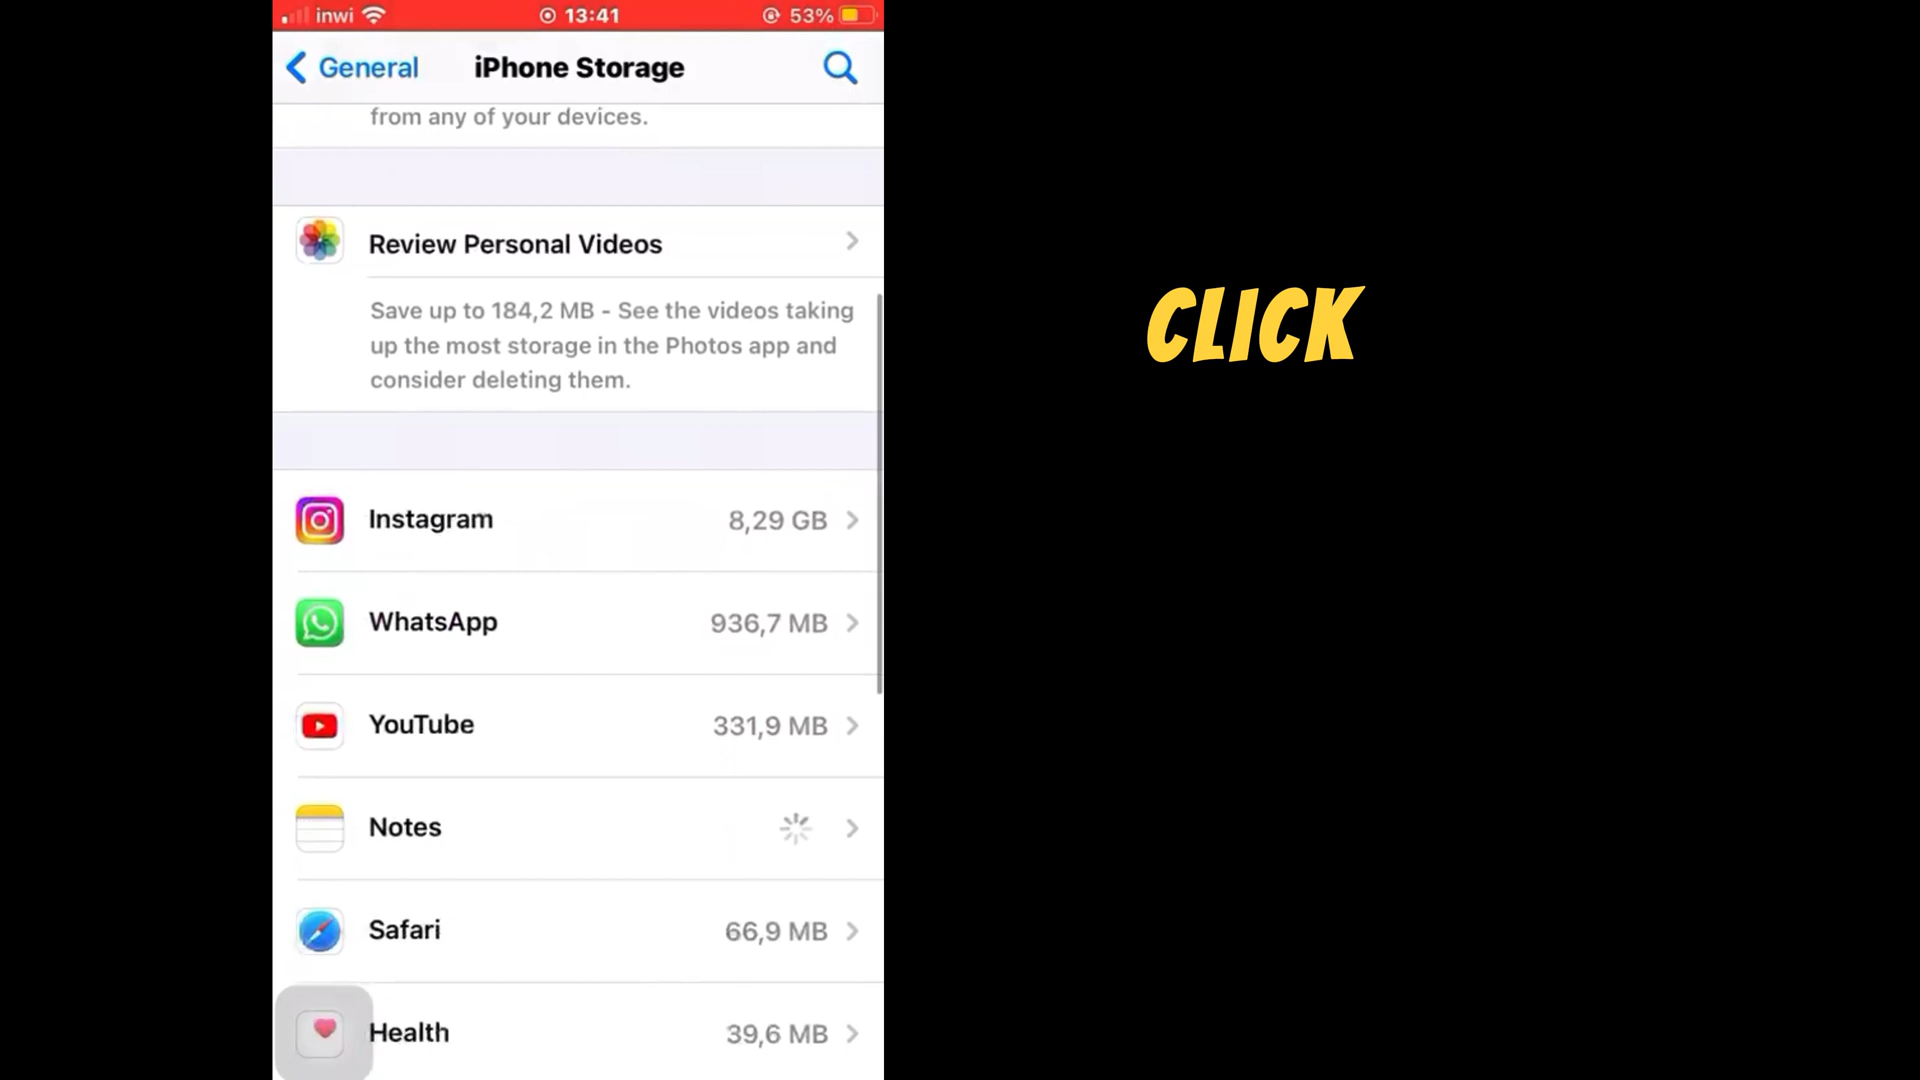 inwi 13:41 53%
General iPhone Storage
from any of your devices.
Review Personal Videos
Save up to 184,2 MB - See the videos taking
up the most storage in the Photos app and
consider deleting them.
Instagram 8,29 GB
WhatsApp 936,7 MB
YouTube 331,9 MB
Notes
Safari 66,9 MB
Health 39,6 MB
CLICK